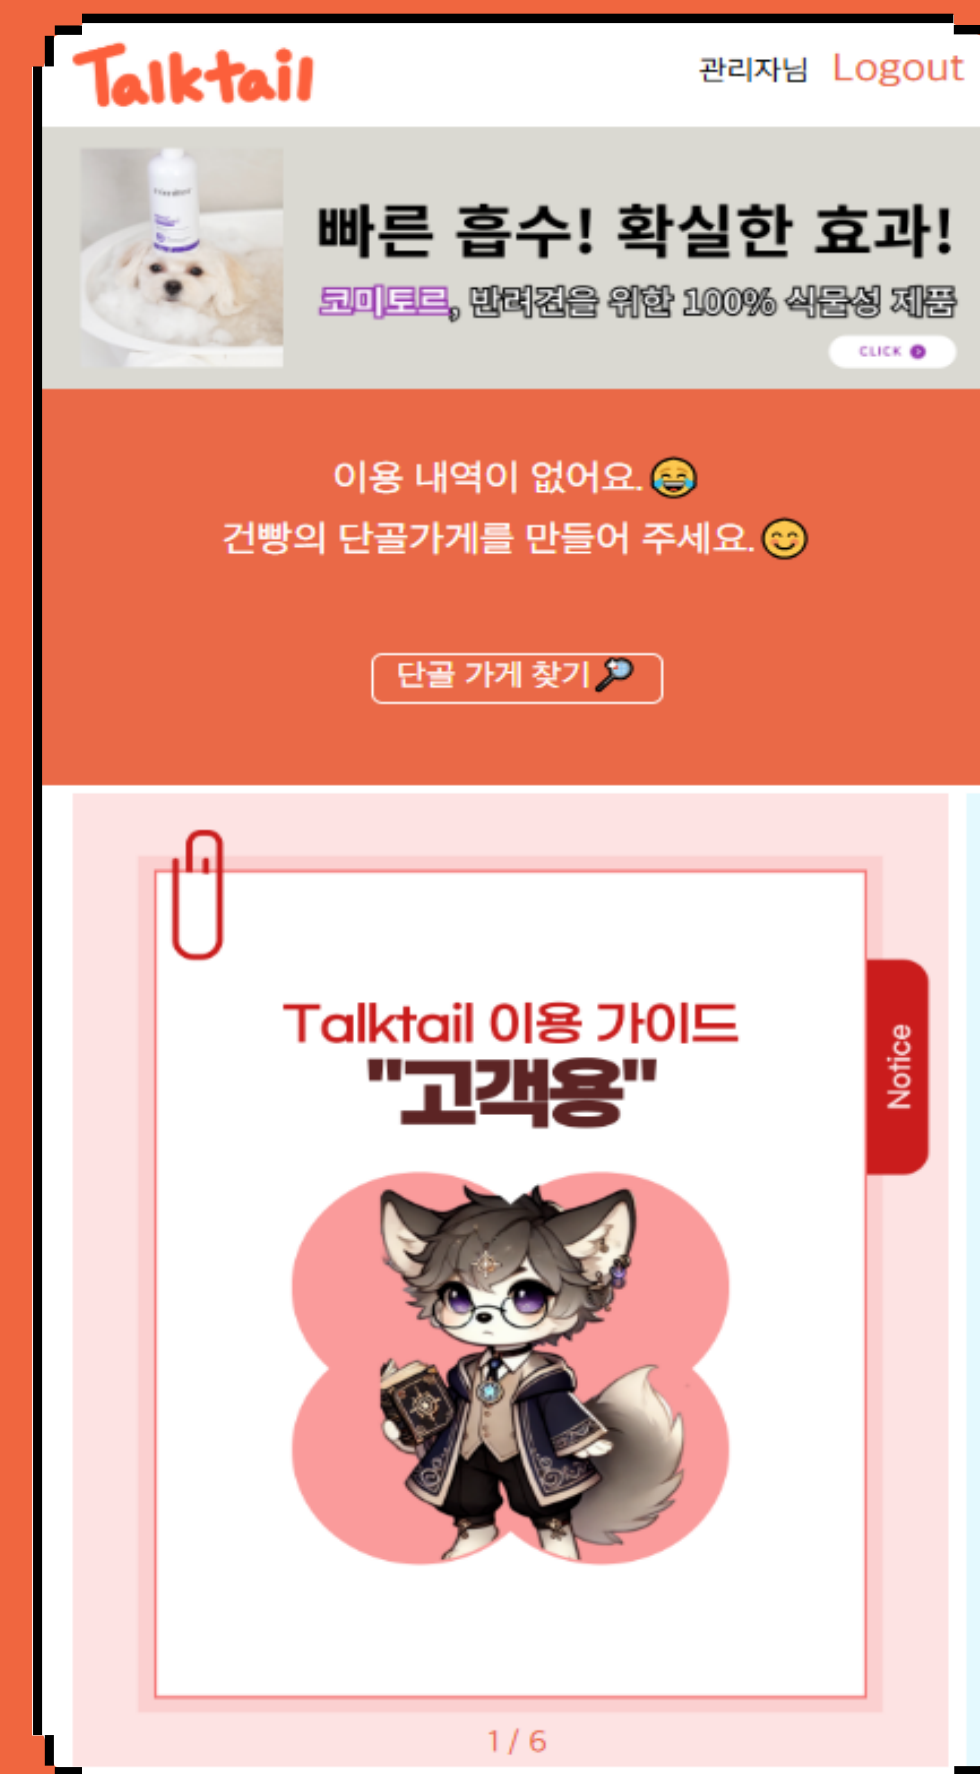 Talktail
관리자님 Logout
빠른 흡수! 확실한 효과!
코미토르, 반려견을 위한 100% 식물성 제품
CLICK
이용 내역이 없어요.😂
건빵의 단골가게를 만들어 주세요.😊
단골 가게 찾기🔎
Talktail 이용 가이드
"고객용"
Notice
1 / 6